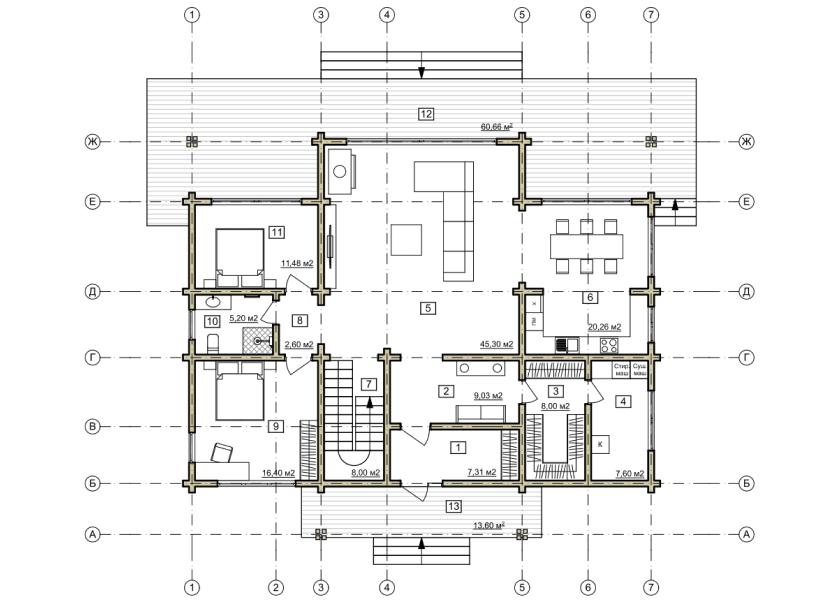 1 3 4 5 6 7
12
60,66 м²
Ж Ж
Е Е
11
11,48 м2
Д Д
6
20,26 м2
Х
ПМ
5
45,30 м2
10
5,20 м2
8
2,60 м2
Г Г
7
8,00 м2
2
9,03 м2
3
8,00 м2
Стир. маш
Суш. маш
4
К
7,60 м2
9
16,40 м2
В В
1
7,31 м2
Б Б
13
13,60 м²
А А
1 2 3 4 5 6 7